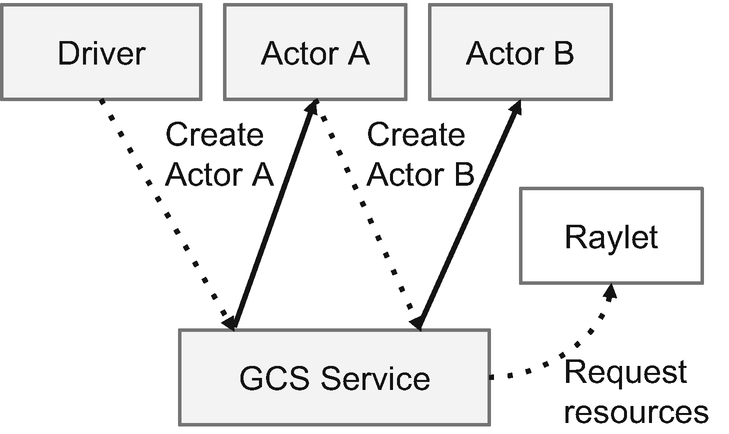 Driver
Actor A
Actor B
Create
Actor A
Create
Actor B
Raylet
GCS Service
Request
resources